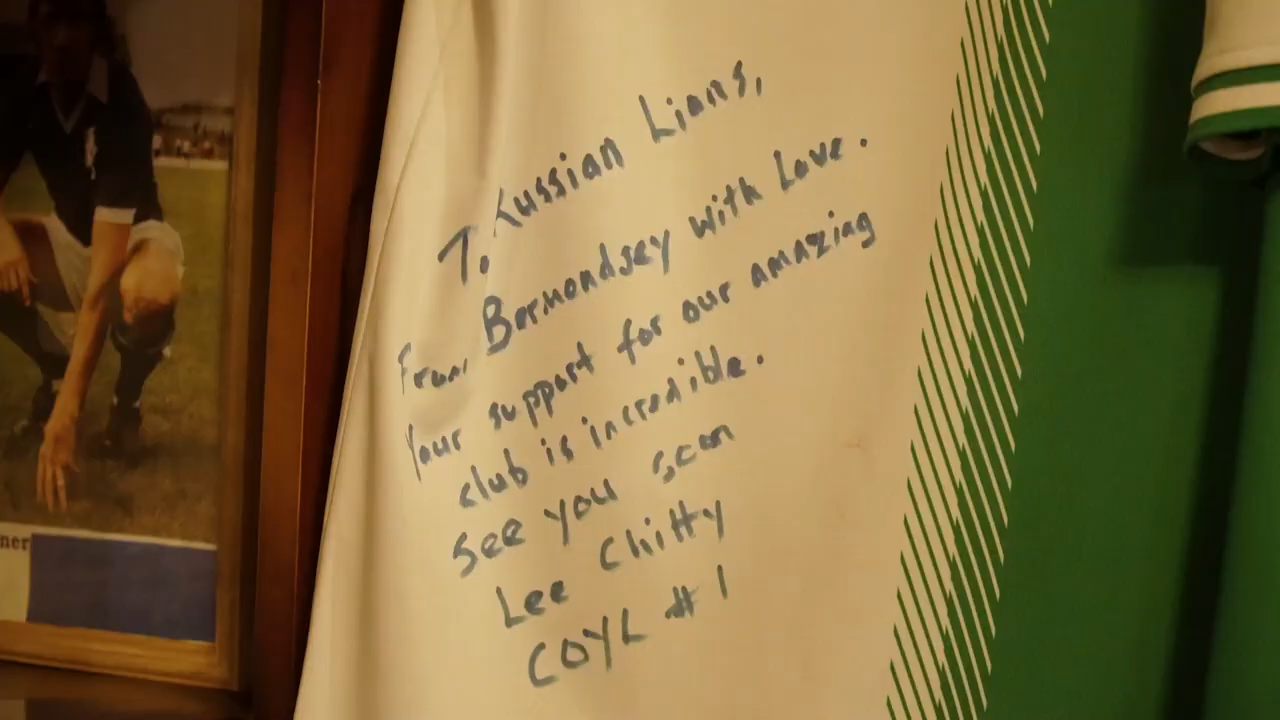 To Russian Lions,
From Bermondsey with Love.
Your support for our amazing
club is incredible.
See you soon
Lee Chitty
COYL #1
ner